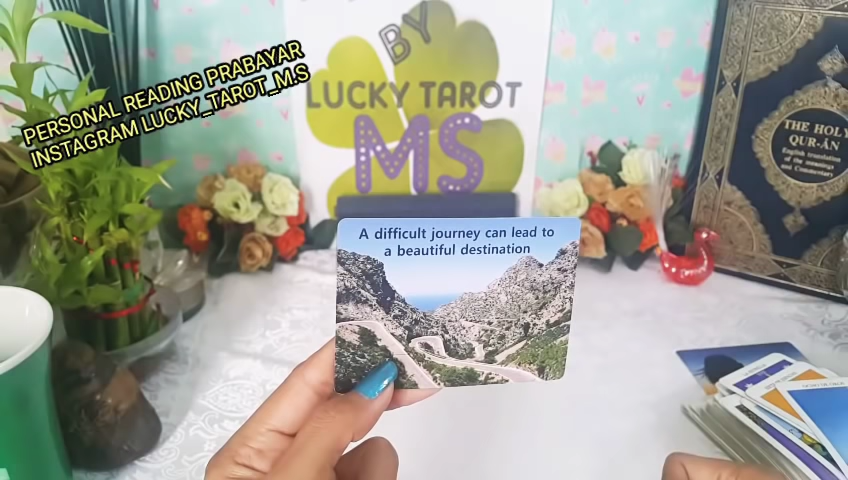 PERSONAL READING PRABAYAR
INSTAGRAM LUCKY_TAROT_M.S
BY
LUCKY TAROT
MS
A difficult journey can lead to
a beautiful destination
THE HOLY
QUR-ÁN
English translation
of the meanings
and Commentary